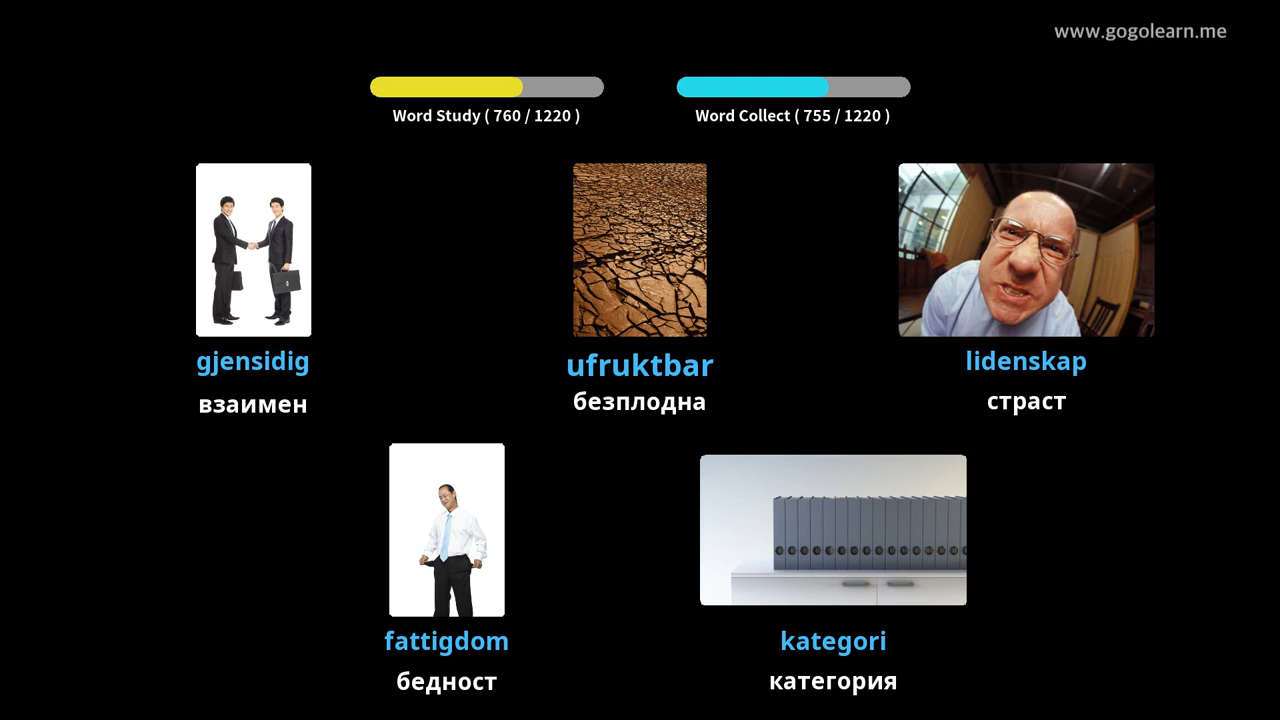 www.gogolearn.me
Word Study ( 760 / 1220 )
Word Collect ( 755 / 1220 )
gjensidig
взаимен
ufruktbar
безплодна
lidenskap
страст
fattigdom
бедност
kategori
категория